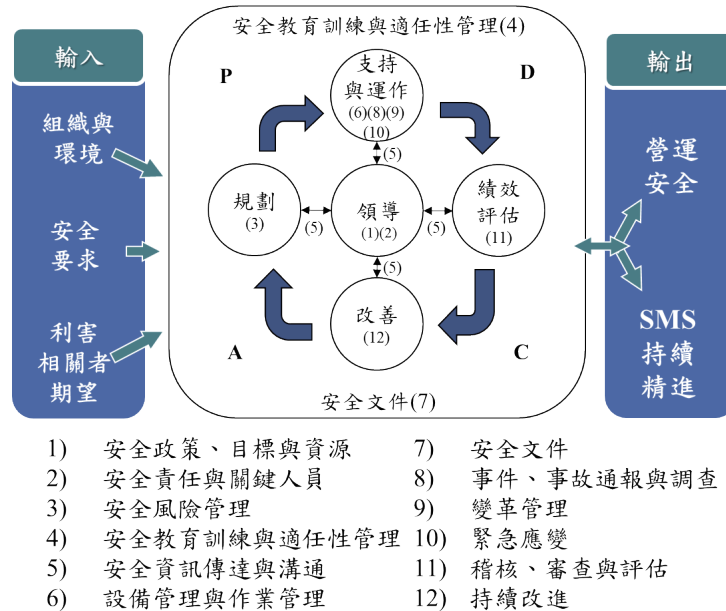 安全教育訓練與適任性管理(4)
輸入
組織與
環境
安全
要求
利害
相關者
期望
P
D
支持
與運作
(6)(8)(9)
(10)
(5)
規劃
(3)
(5)
領導
(1)(2)
(5)
績效
評估
(11)
(5)
改善
(12)
A
C
安全文件(7)
輸出
營運
安全
SMS
持續
精進
1) 安全政策、目標與資源
2) 安全責任與關鍵人員
3) 安全風險管理
4) 安全教育訓練與適任性管理
5) 安全資訊傳達與溝通
6) 設備管理與作業管理
7) 安全文件
8) 事件、事故通報與調查
9) 變革管理
10) 緊急應變
11) 稽核、審查與評估
12) 持續改進